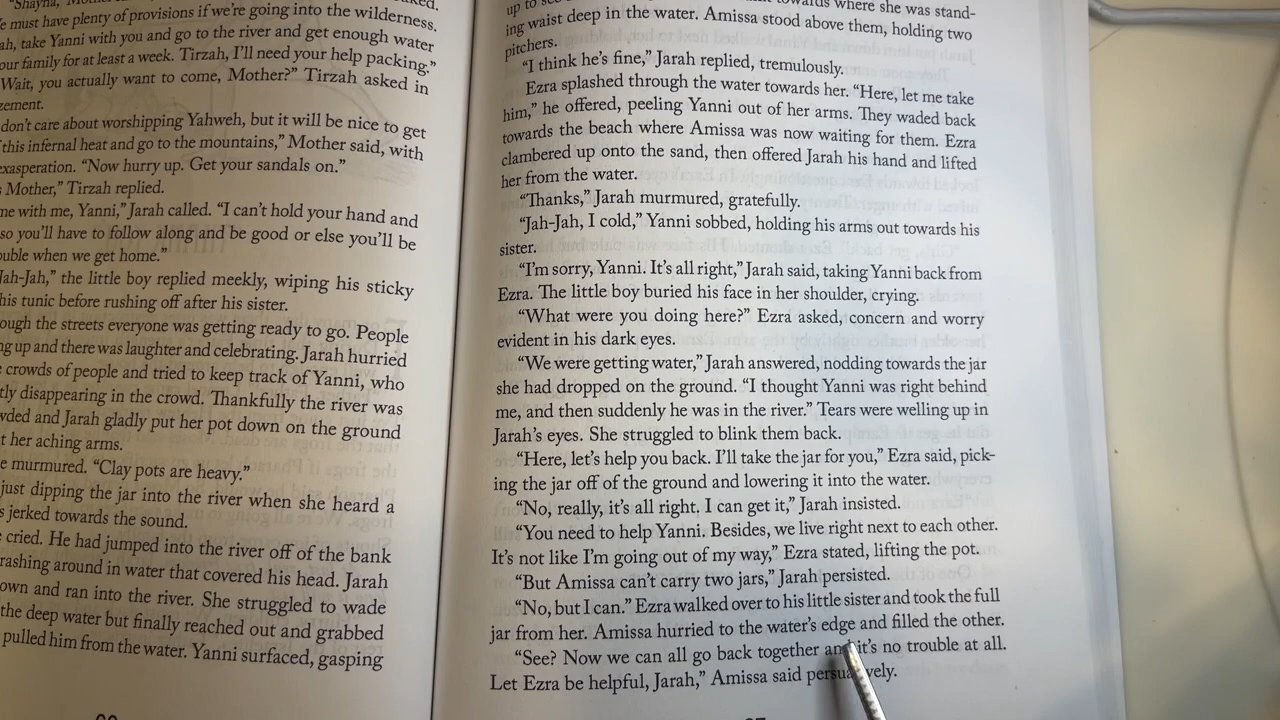 "Shayna, Mother
must have plenty of provisions if we're going into the wilderness.
take Yanni with you and go to the river and get enough water
our family for at least a week. Tirzah, I'll need your help packing."
Wait, you actually want to come, Mother?" Tirzah asked in
don't care about worshipping Yahweh, but it will be nice to get
this infernal heat and go to the mountains," Mother said, with
exasperation. "Now hurry up. Get your sandals on."
Mother," Tirzah replied.
with me, Yanni," Jarah called. "I can't hold your hand and
so you'll have to follow along and be good or else you'll be
when we get home."
Jah-Jah," the little boy replied meekly, wiping his sticky
his tunic before rushing off after his sister.
the streets everyone was getting ready to go. People
up and there was laughter and celebrating. Jarah hurried
crowds of people and tried to keep track of Yanni, who
disappearing in the crowd. Thankfully the river was
and Jarah gladly put her pot down on the ground
her aching arms.
murmured. "Clay pots are heavy."
just dipping the jar into the river when she heard a
jerked towards the sound.
cried. He had jumped into the river off of the bank
around in water that covered his head. Jarah
and ran into the river. She struggled to wade
the deep water but finally reached out and grabbed
pulled him from the water. Yanni surfaced, gasping
up to where she was stand-
ing waist deep in the water. Amissa stood above them, holding two
pitchers.
"I think he's fine," Jarah replied, tremulously.
Ezra splashed through the water towards her. "Here, let me take
him," he offered, peeling Yanni out of her arms. They waded back
towards the beach where Amissa was now waiting for them. Ezra
clambered up onto the sand, then offered Jarah his hand and lifted
her from the water.
"Thanks," Jarah murmured, gratefully.
"Jah-Jah, I cold," Yanni sobbed, holding his arms out towards his
sister.
"I'm sorry, Yanni. It's all right," Jarah said, taking Yanni back from
Ezra. The little boy buried his face in her shoulder, crying.
"What were you doing here?" Ezra asked, concern and worry
evident in his dark eyes.
"We were getting water," Jarah answered, nodding towards the jar
she had dropped on the ground. "I thought Yanni was right behind
me, and then suddenly he was in the river." Tears were welling up in
Jarah's eyes. She struggled to blink them back.
"Here, let's help you back. I'll take the jar for you," Ezra said, pick-
ing the jar off of the ground and lowering it into the water.
"No, really, it's all right. I can get it," Jarah insisted.
"You need to help Yanni. Besides, we live right next to each other.
It's not like I'm going out of my way," Ezra stated, lifting the pot.
"But Amissa can't carry two jars," Jarah persisted.
"No, but I can." Ezra walked over to his little sister and took the full
jar from her. Amissa hurried to the water's edge and filled the other.
"See? Now we can all go back together and it's no trouble at all.
Let Ezra be helpful, Jarah," Amissa said persuasively.